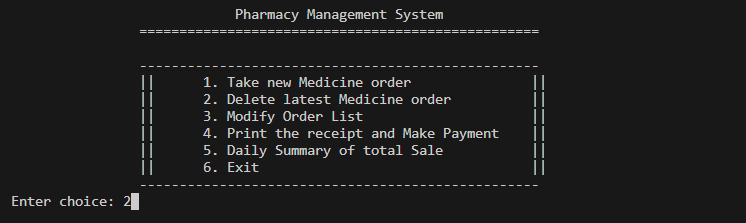 Pharmacy Management System
==================================================
--------------------------------------------------
||      1. Take new Medicine order               ||
||      2. Delete latest Medicine order          ||
||      3. Modify Order List                     ||
||      4. Print the receipt and Make Payment    ||
||      5. Daily Summary of total Sale           ||
||      6. Exit                                  ||
--------------------------------------------------
Enter choice: 2